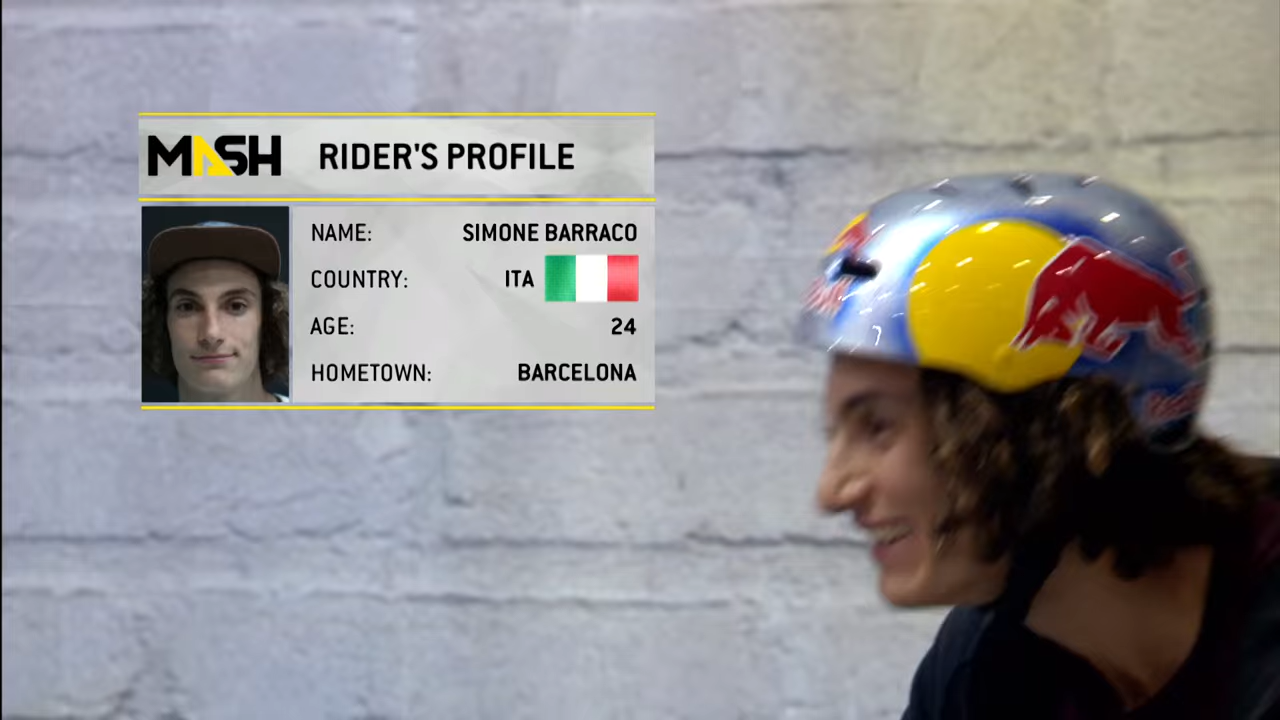 MASH RIDER'S PROFILE
NAME: SIMONE BARRACO
COUNTRY: ITA
AGE: 24
HOMETOWN: BARCELONA